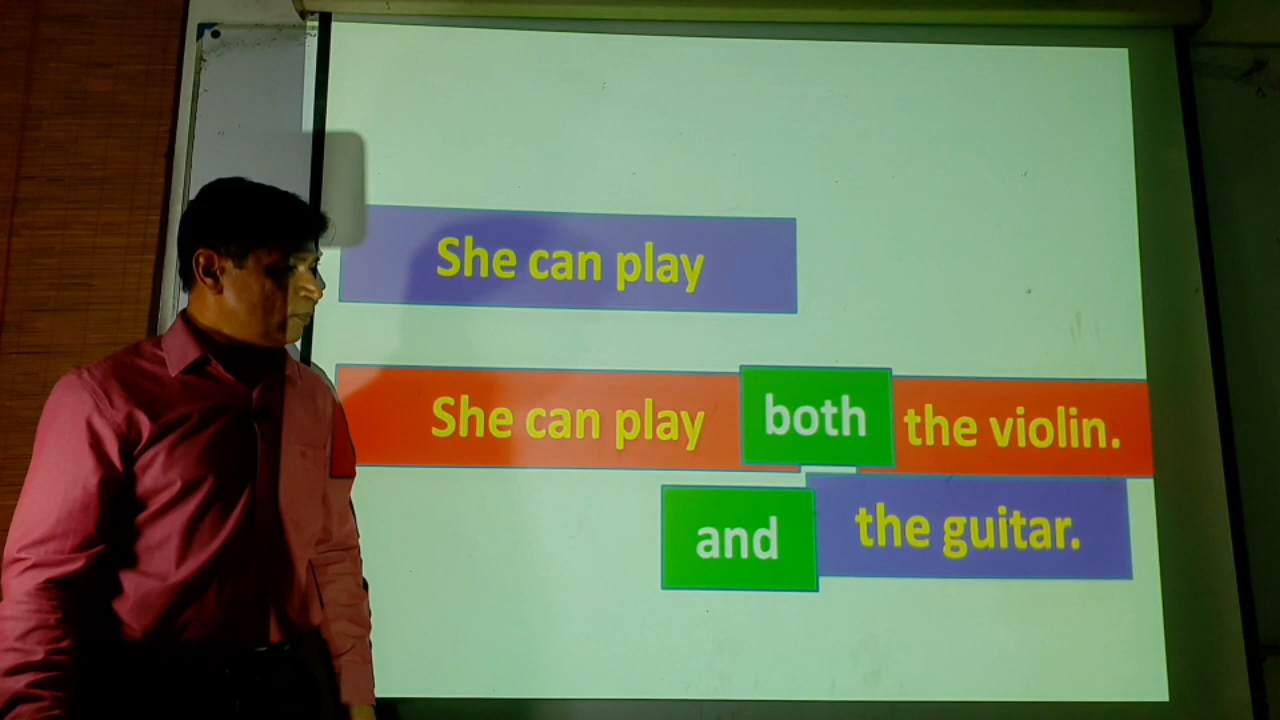 She can play
She can play both the violin.
and the guitar.